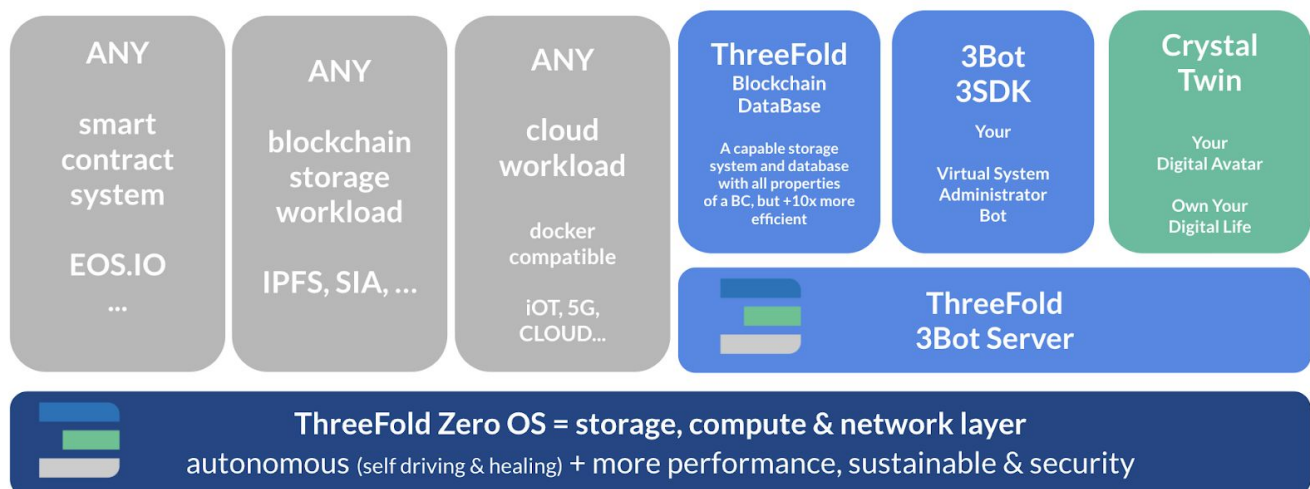 ANY
smart
contract
system
EOS.IO
...
ANY
blockchain
storage
workload
IPFS, SIA, ...
ANY
cloud
workload
docker
compatible
iOT, 5G,
CLOUD...
ThreeFold
Blockchain
DataBase
A capable storage
system and database
with all properties
of a BC, but +10x more
efficient
3Bot
3SDK
Your
Virtual System
Administrator
Bot
Crystal
Twin
Your
Digital Avatar
Own Your
Digital Life
ThreeFold
3Bot Server
ThreeFold Zero OS = storage, compute & network layer
autonomous (self driving & healing) + more performance, sustainable & security